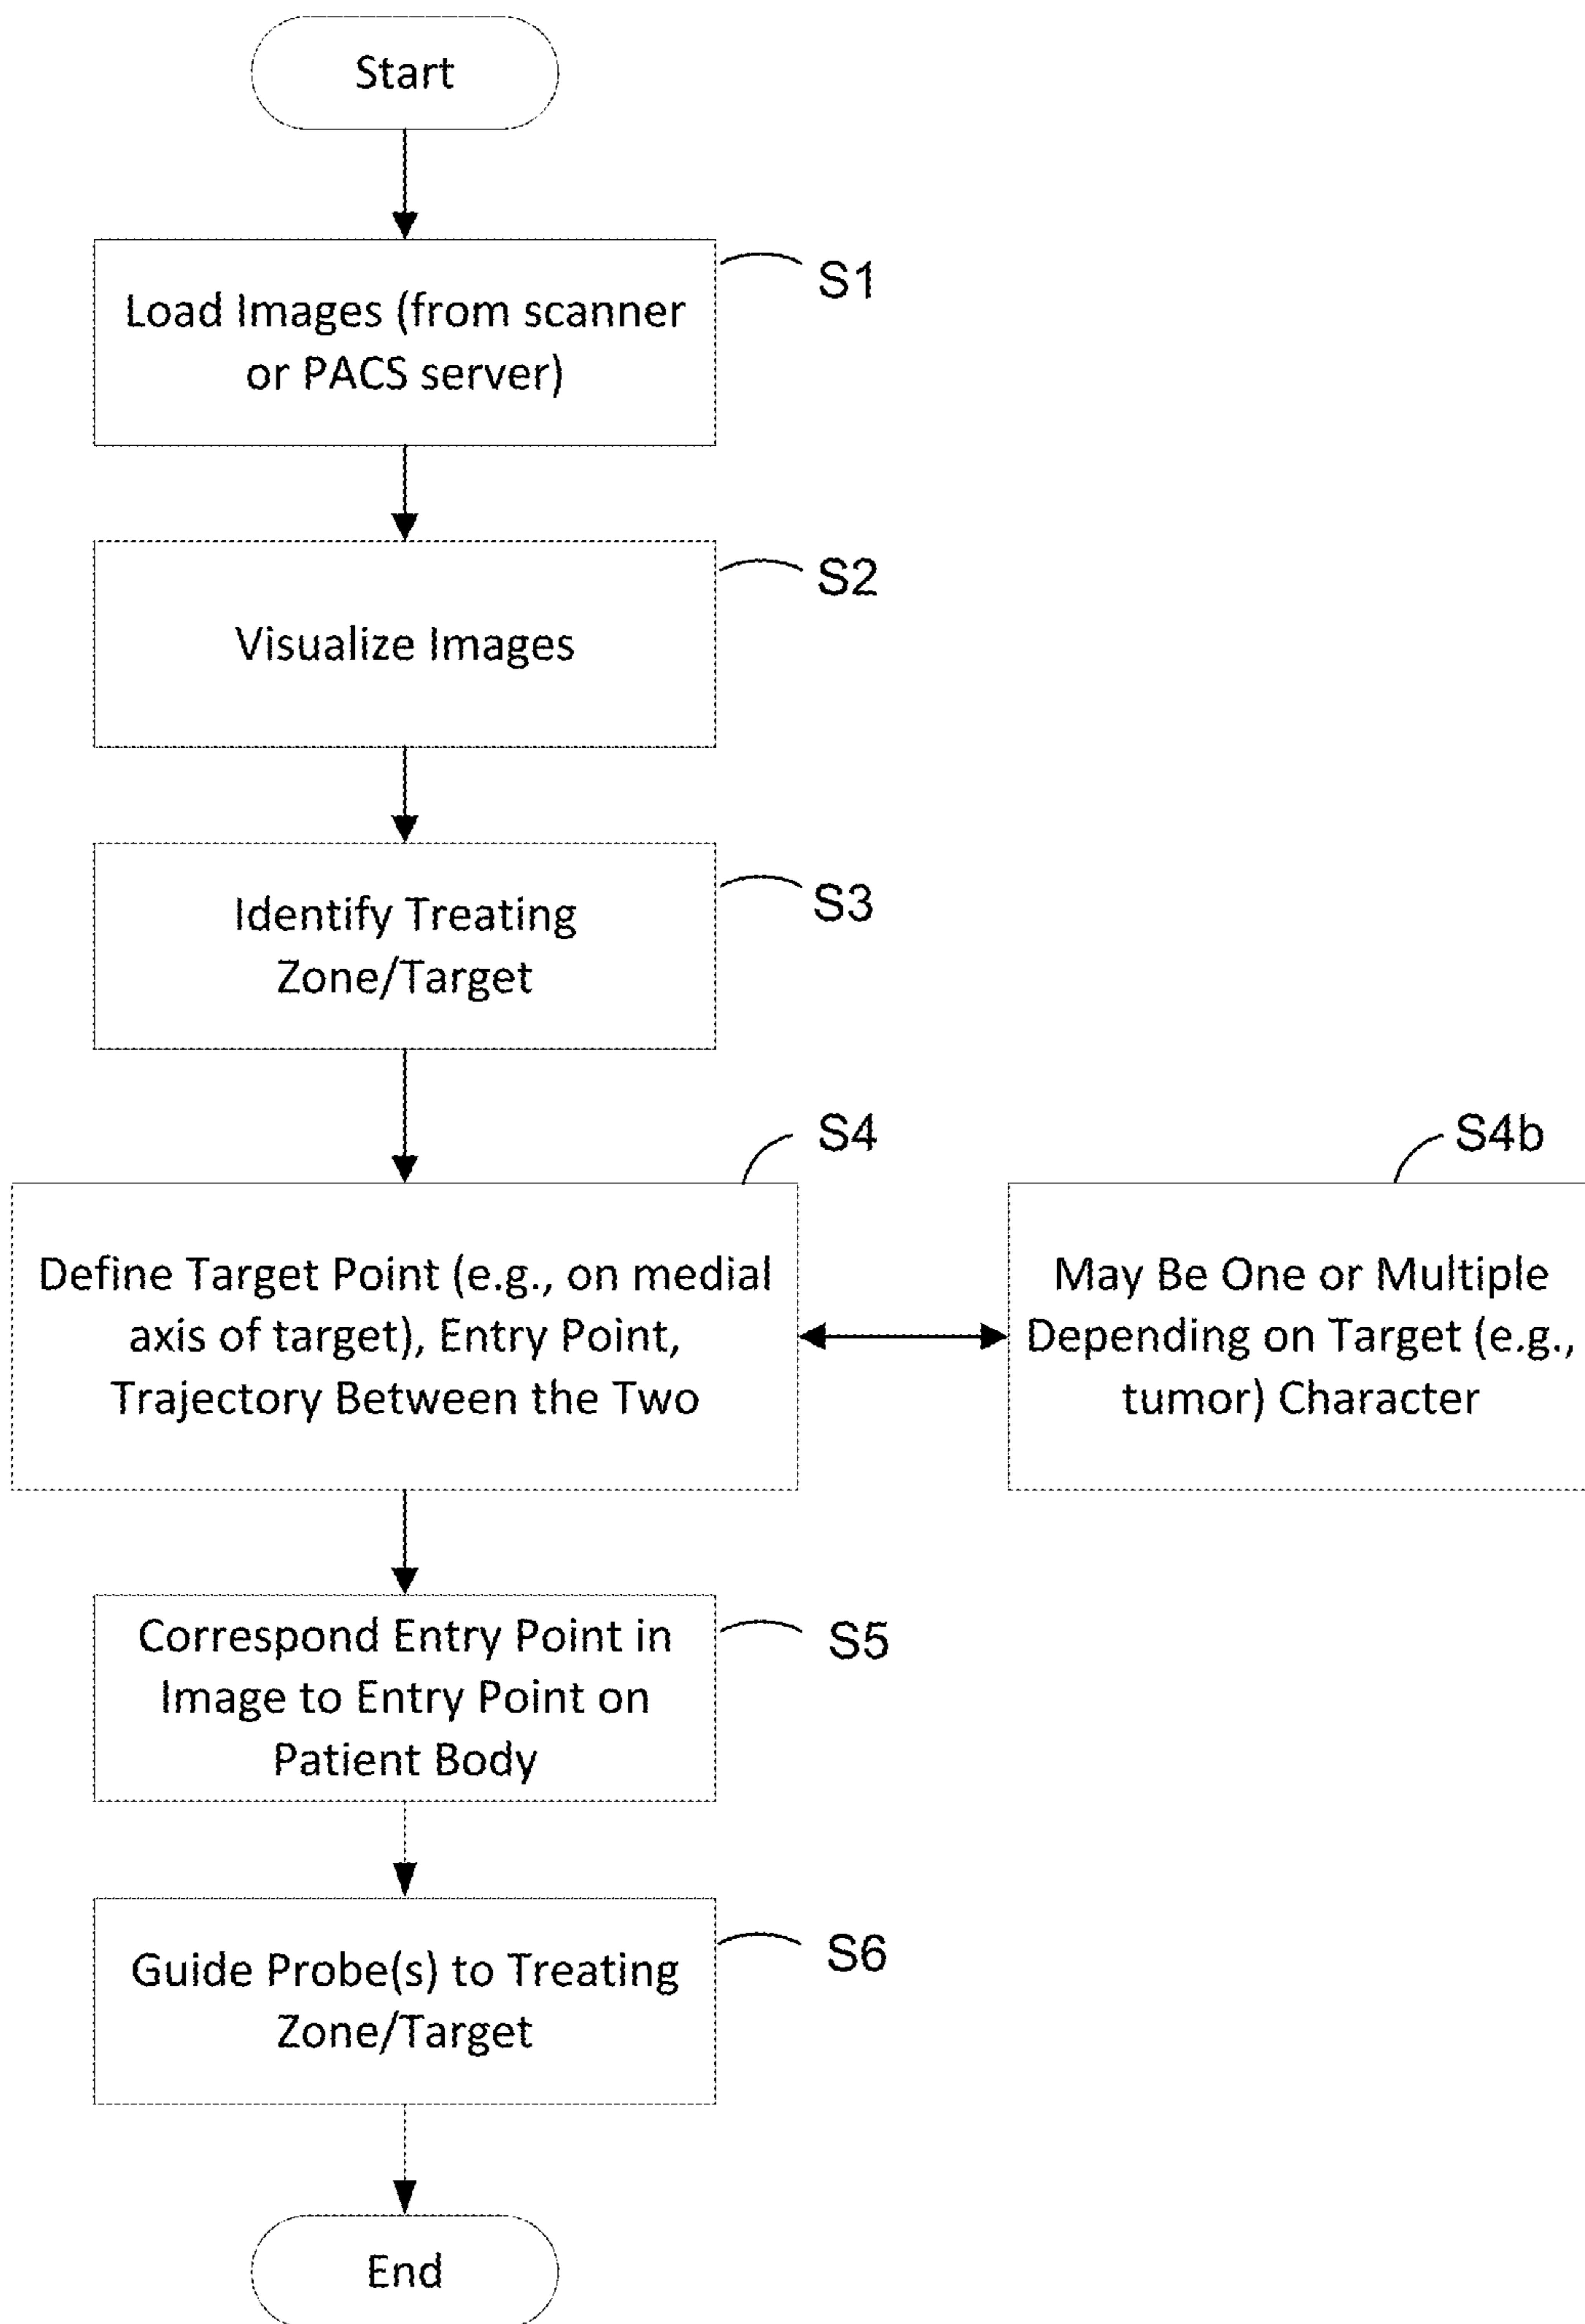 Start
Load Images (from scanner
or PACS server)
S1
Visualize Images
S2
Identify Treating
Zone/Target
S3
Define Target Point (e.g., on medial
axis of target), Entry Point,
Trajectory Between the Two
S4
May Be One or Multiple
Depending on Target (e.g.,
tumor) Character
S4b
Correspond Entry Point in
Image to Entry Point on
Patient Body
S5
Guide Probe(s) to Treating
Zone/Target
S6
End